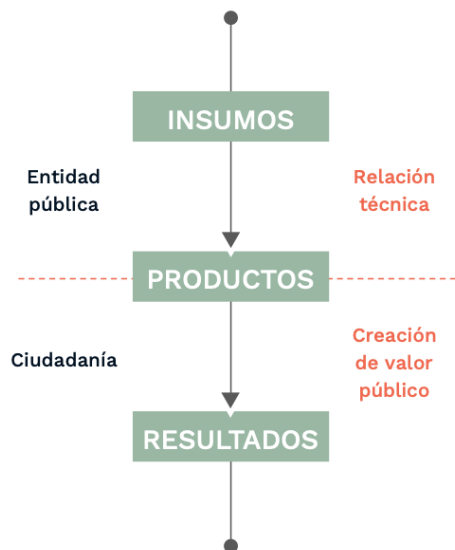 INSUMOS
Entidad
pública
Relación
técnica
PRODUCTOS
Ciudadanía
Creación
de valor
público
RESULTADOS